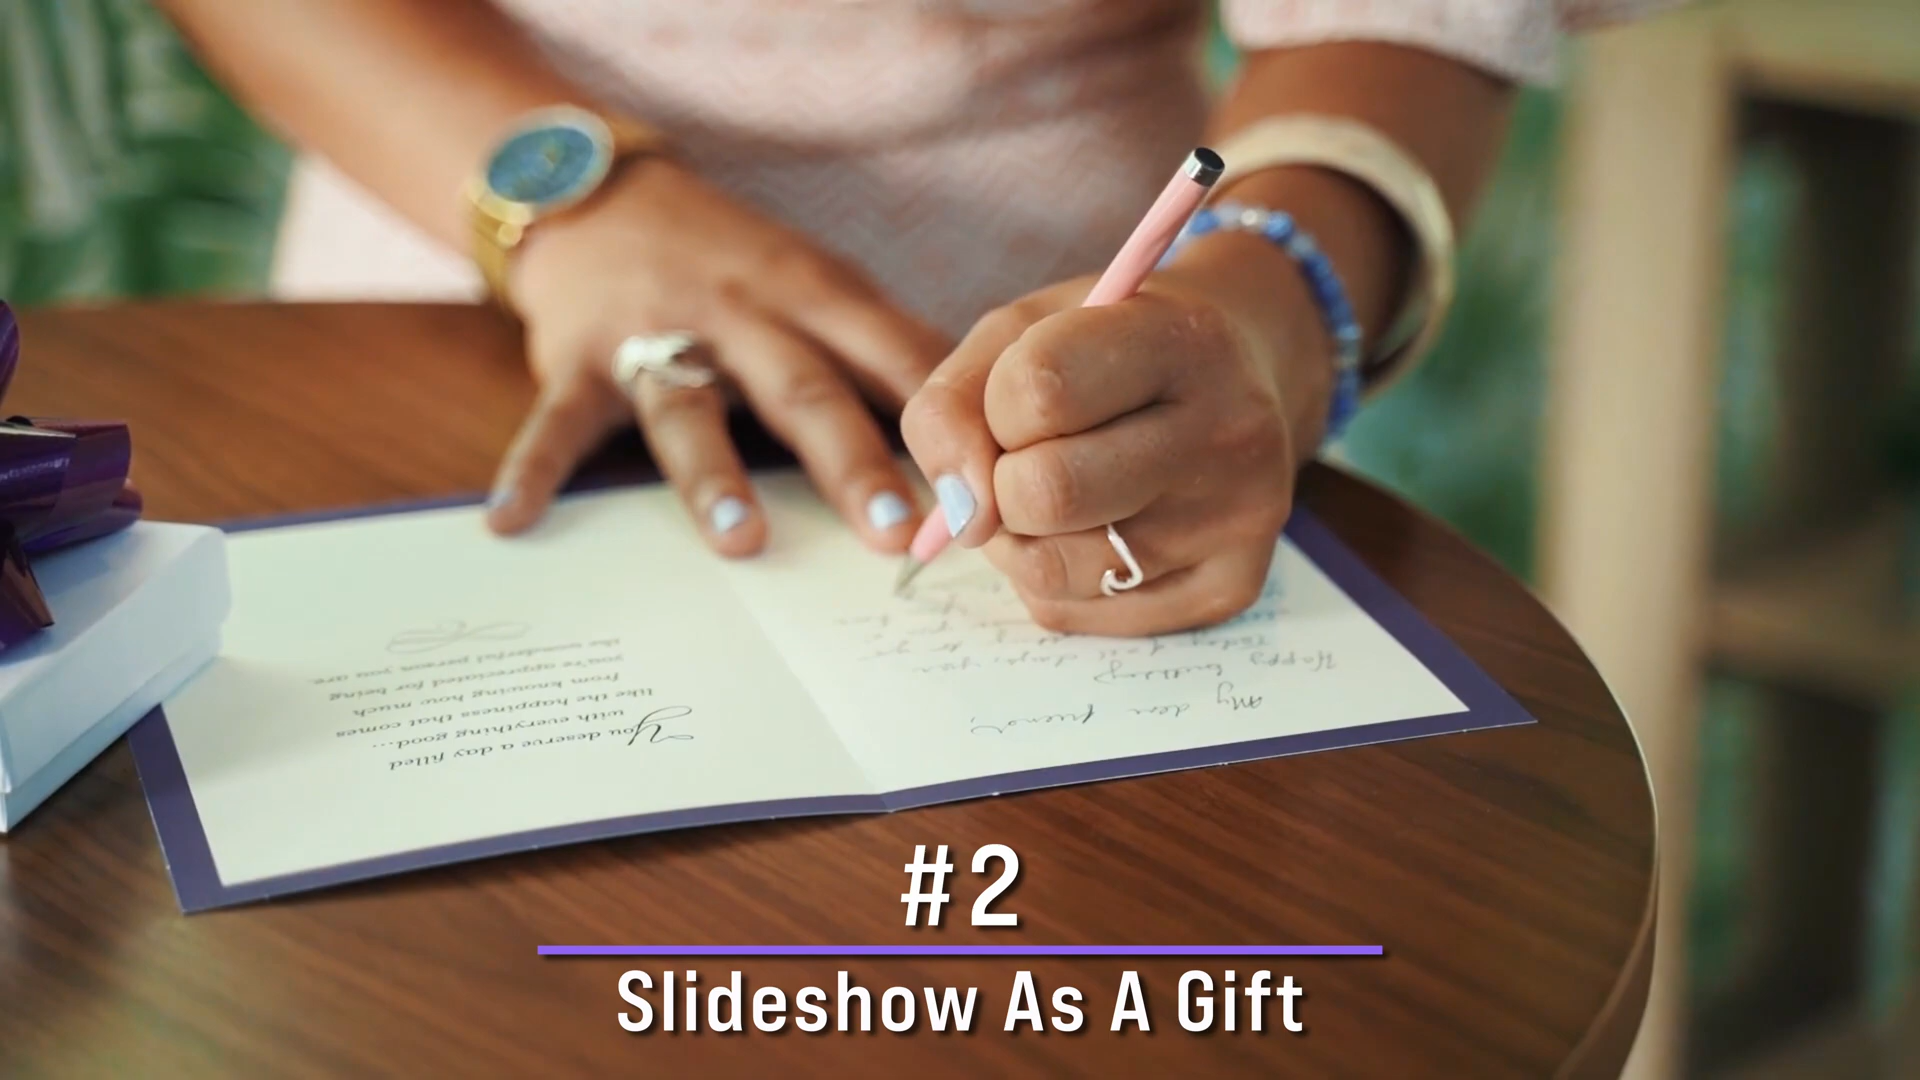 You deserve a day filled
with everything good...
like the happiness that comes
from knowing how much
you're appreciated for being
the wonderful person you are.
My dear friend,
Happy birthday
#2
Slideshow As A Gift